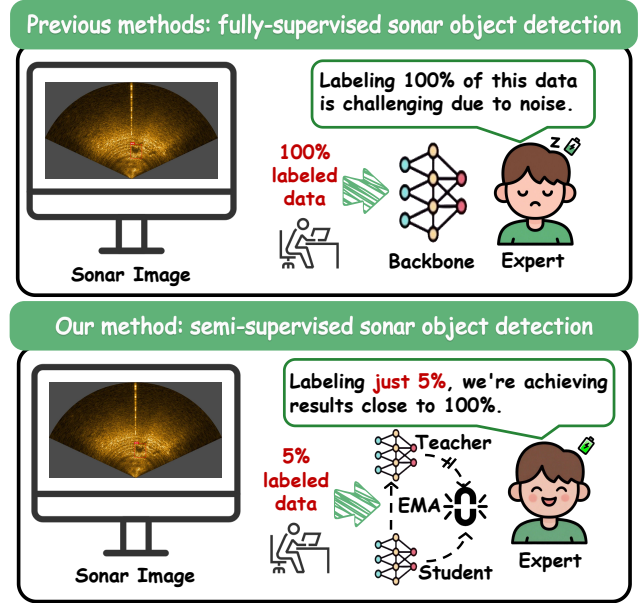 Previous methods: fully-supervised sonar object detection
Labeling 100% of this data
is challenging due to noise.
z
100%
labeled
data
Backbone
Expert
Sonar Image
Our method: semi-supervised sonar object detection
Labeling just 5%, we're achieving
results close to 100%.
Teacher
5%
labeled
data
EMA
Student
Expert
Sonar Image